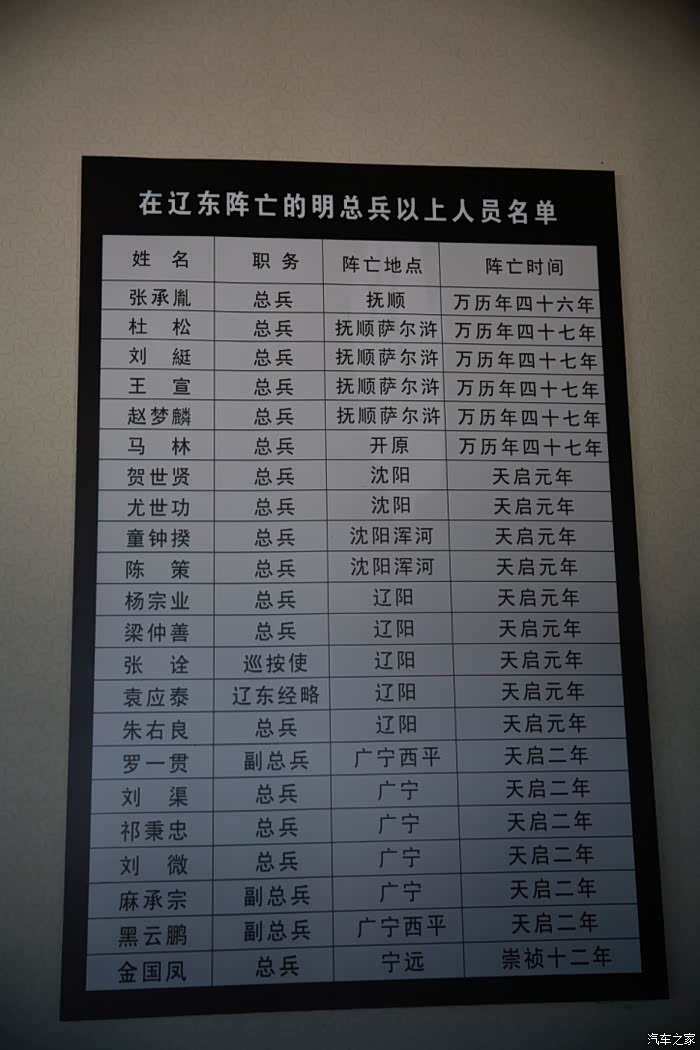 在辽东阵亡的明总兵以上人员名单
姓 名 职 务 阵亡地点 阵亡时间
张承胤 总兵 抚顺 万历年四十六年
杜 松 总兵 抚顺萨尔浒 万历年四十七年
刘 綎 总兵 抚顺萨尔浒 万历年四十七年
王 宣 总兵 抚顺萨尔浒 万历年四十七年
赵梦麟 总兵 抚顺萨尔浒 万历年四十七年
马 林 总兵 开原 万历年四十七年
贺世贤 总兵 沈阳 天启元年
尤世功 总兵 沈阳 天启元年
童钟揆 总兵 沈阳浑河 天启元年
陈 策 总兵 沈阳浑河 天启元年
杨宗业 总兵 辽阳 天启元年
梁仲善 总兵 辽阳 天启元年
张 诠 巡按使 辽阳 天启元年
袁应泰 辽东经略 辽阳 天启元年
朱右良 总兵 辽阳 天启元年
罗一贯 副总兵 广宁西平 天启二年
刘 渠 总兵 广宁 天启二年
祁秉忠 总兵 广宁 天启二年
刘 微 总兵 广宁 天启二年
麻承宗 副总兵 广宁 天启二年
黑云鹏 副总兵 广宁西平 天启二年
金国凤 总兵 宁远 崇祯十二年
汽车之家